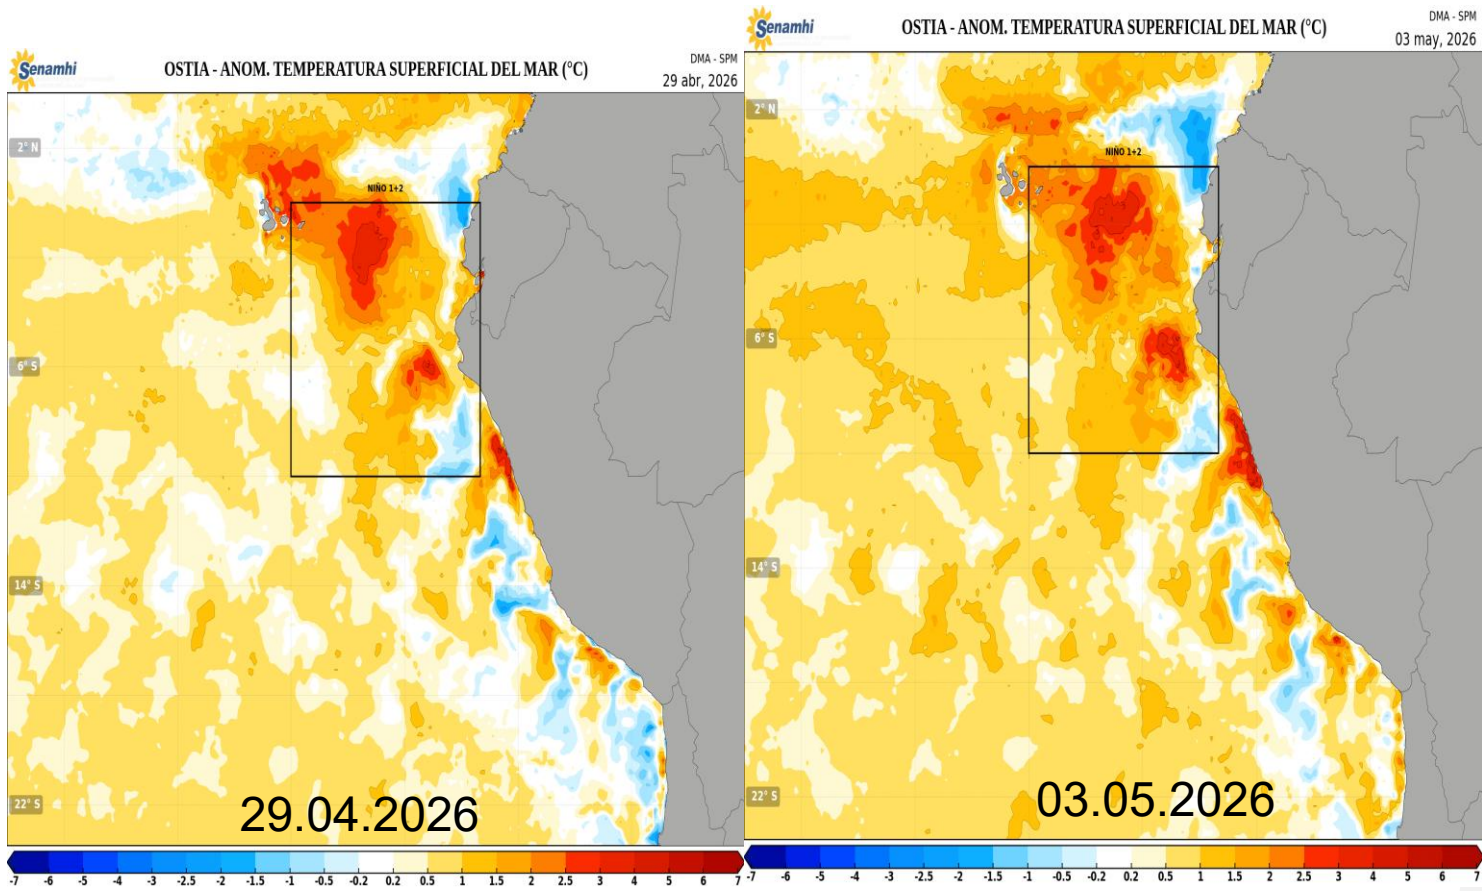 Senamhi
OSTIA - ANOM. TEMPERATURA SUPERFICIAL DEL MAR (°C)
DMA - SPM
29 abr, 2026
2° N
NIÑO 1+2
6° S
14° S
22° S
29.04.2026
-7 -6 -5 -4 -3 -2.5 -2 -1.5 -1 -0.5 -0.2 0.2 0.5 1 1.5 2 2.5 3 4 5 6 7
Senamhi
OSTIA - ANOM. TEMPERATURA SUPERFICIAL DEL MAR (°C)
DMA - SPM
03 may, 2026
2° N
NIÑO 1+2
6° S
14° S
22° S
03.05.2026
-7 -6 -5 -4 -3 -2.5 -2 -1.5 -1 -0.5 -0.2 0.2 0.5 1 1.5 2 2.5 3 4 5 6 7